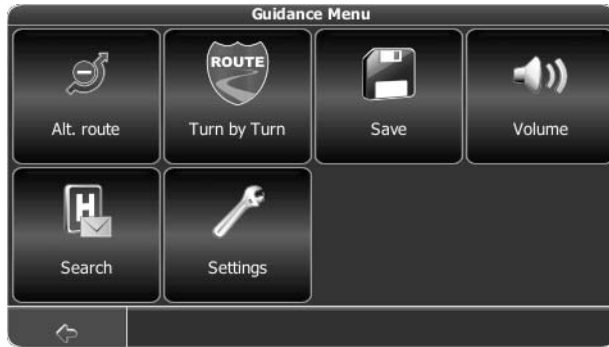 Guidance Menu
ROUTE
Alt. route
Turn by Turn
Save
Volume
H
Search
Settings